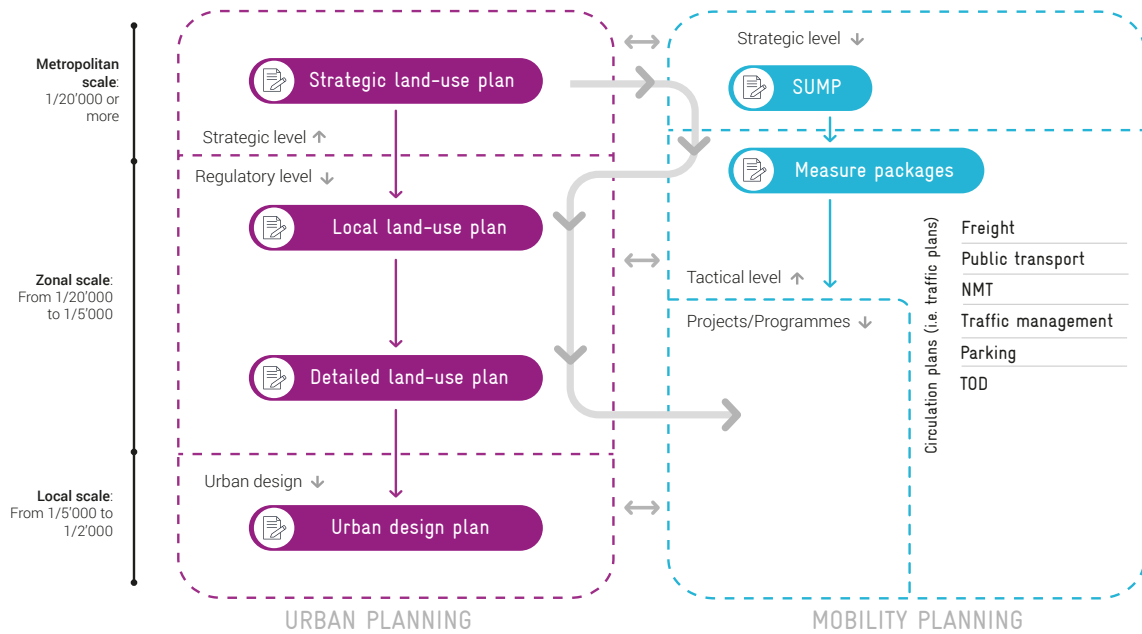 Metropolitan
scale:
1/20'000 or
more
Zonal scale:
From 1/20'000
to 1/5'000
Local scale:
From 1/5'000 to
1/2'000
Strategic land-use plan
Strategic level
Regulatory level
Local land-use plan
Detailed land-use plan
Urban design
Urban design plan
URBAN PLANNING
Strategic level
SUMP
Measure packages
Tactical level
Projects/Programmes
Circulation plans (i.e. traffic plans)
Freight
Public transport
NMT
Traffic management
Parking
TOD
MOBILITY PLANNING